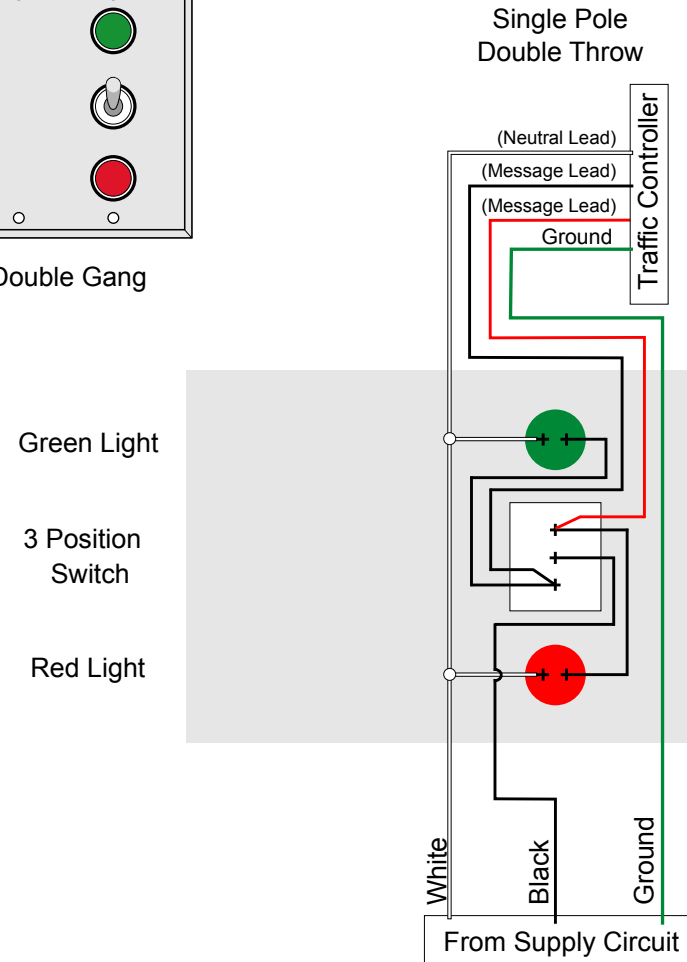 Single Pole
Double Throw
(Neutral Lead)
(Message Lead)
(Message Lead)
Ground
Traffic Controller
Double Gang
Green Light
3 Position
Switch
Red Light
White
Black
Ground
From Supply Circuit